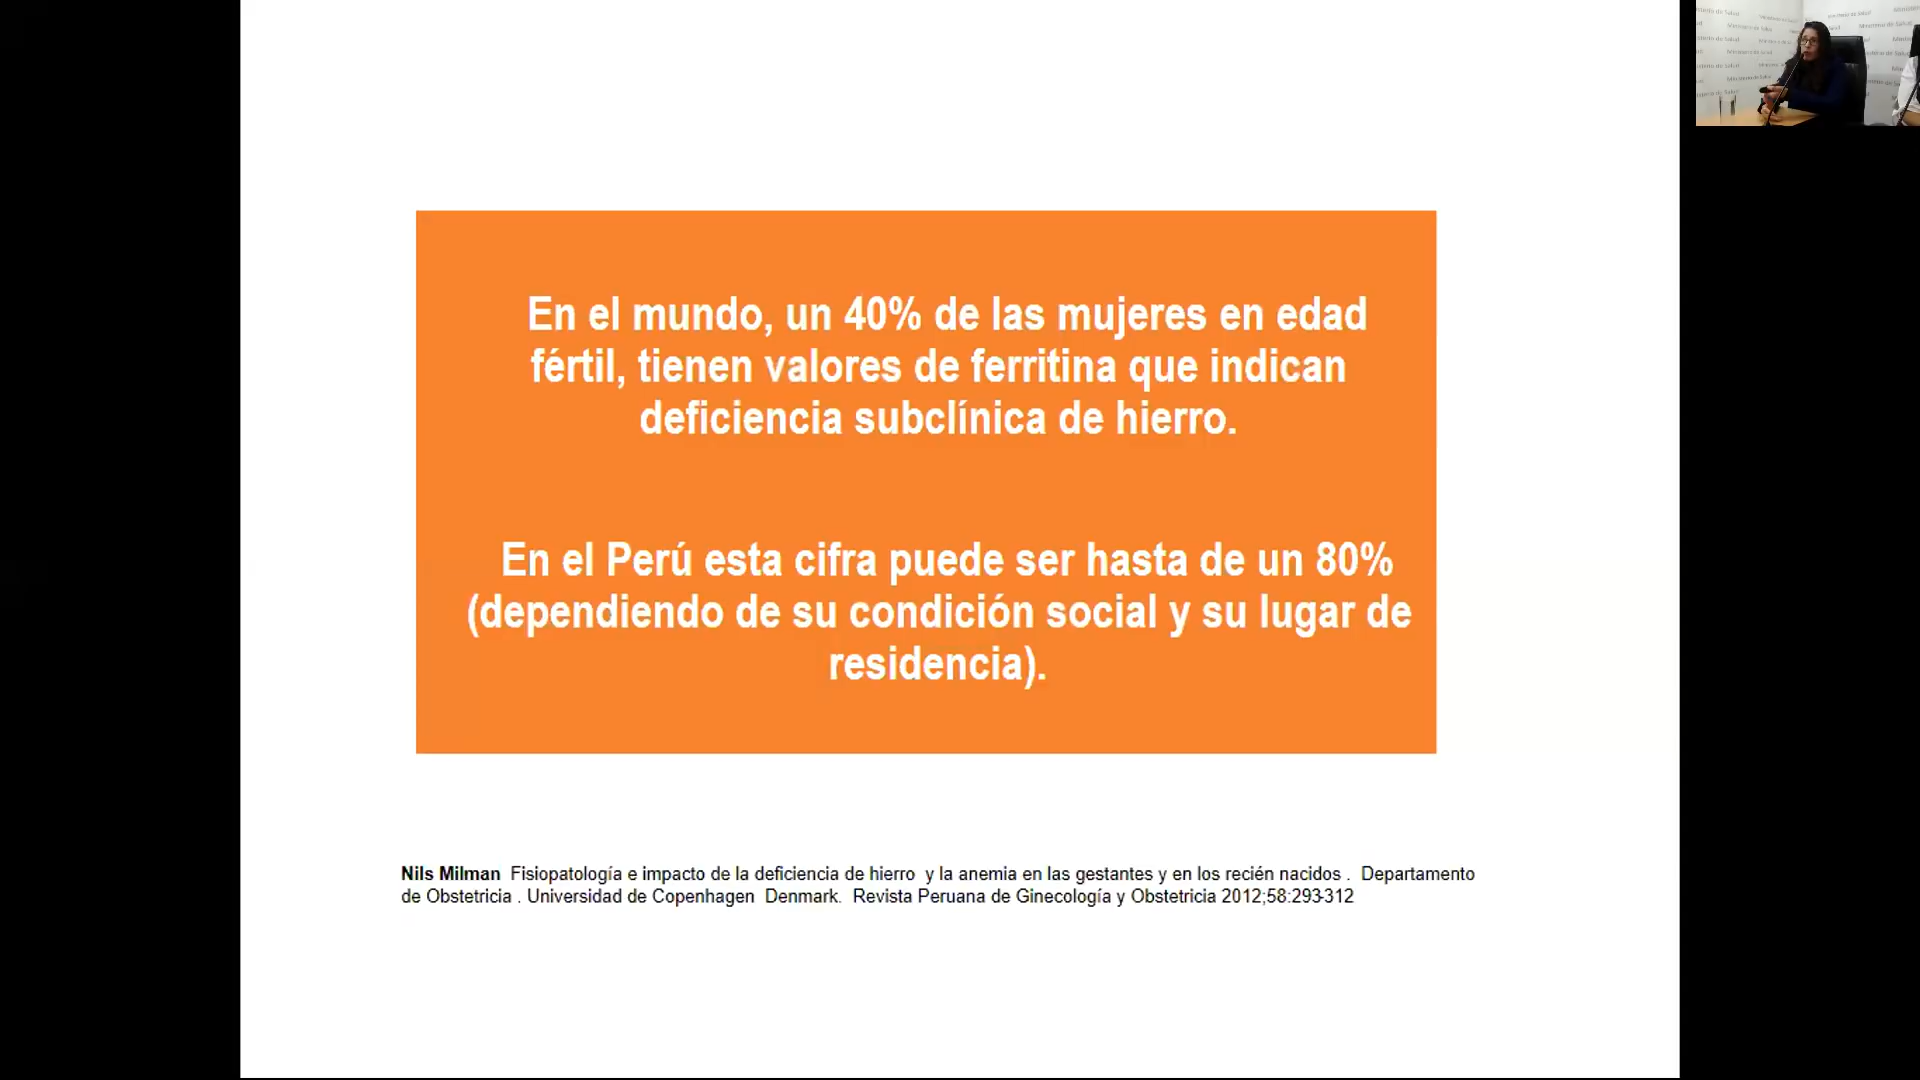 En el mundo, un 40% de las mujeres en edad
fértil, tienen valores de ferritina que indican
deficiencia subclínica de hierro.
En el Perú esta cifra puede ser hasta de un 80%
(dependiendo de su condición social y su lugar de
residencia).
Nils Milman Fisiopatología e impacto de la deficiencia de hierro y la anemia en las gestantes y en los recién nacidos . Departamento
de Obstetricia . Universidad de Copenhagen Denmark. Revista Peruana de Ginecología y Obstetricia 2012;58:293-312